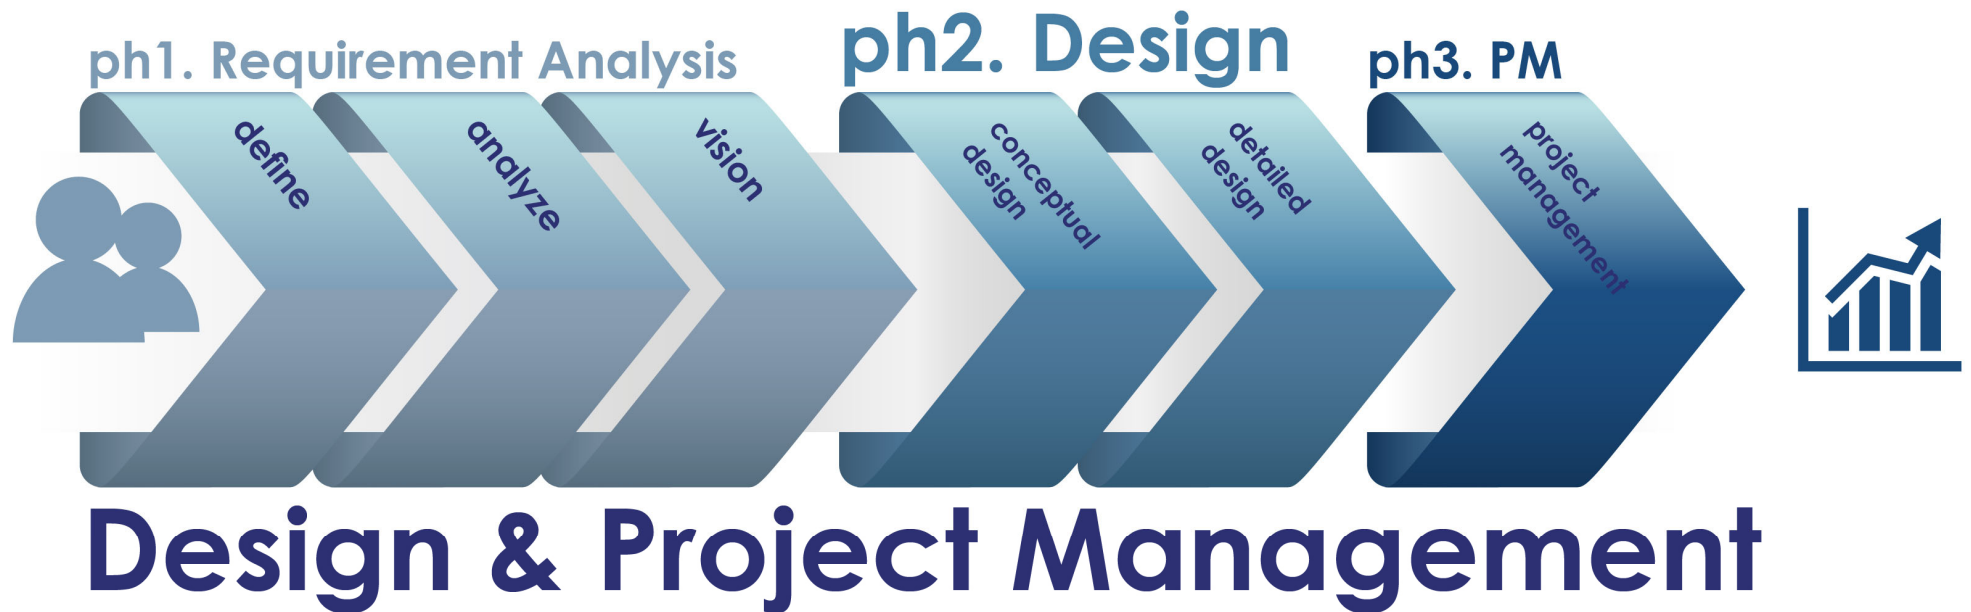 ph1. Requirement Analysis
ph2. Design
ph3. PM
define
analyze
vision
conceptual
design
detailed
design
project
management
Design & Project Management